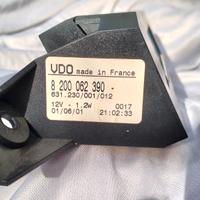 VDO made in France
8 200 062 390 -
631.230/001/012
12V - 1.2W 0017
01/06/01 21:02:33